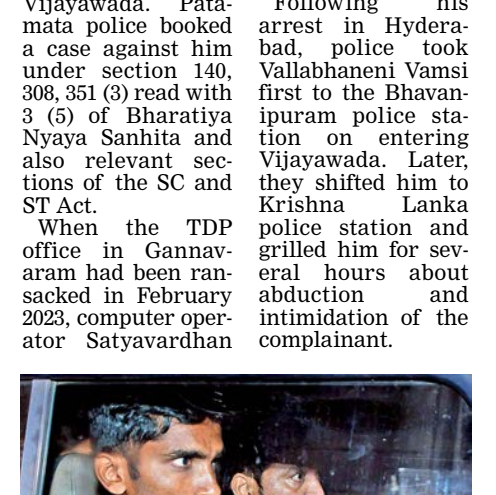 Vijayawada. Pata-
mata police booked
a case against him
under section 140,
308, 351 (3) read with
3 (5) of Bharatiya
Nyaya Sanhita and
also relevant sec-
tions of the SC and
ST Act.
When the TDP
office in Gannav-
aram had been ran-
sacked in February
2023, computer oper-
ator Satyavardhan
Following his
arrest in Hydera-
bad, police took
Vallabhaneni Vamsi
first to the Bhavan-
ipuram police sta-
tion on entering
Vijayawada. Later,
they shifted him to
Krishna Lanka
police station and
grilled him for sev-
eral hours about
abduction and
intimidation of the
complainant.